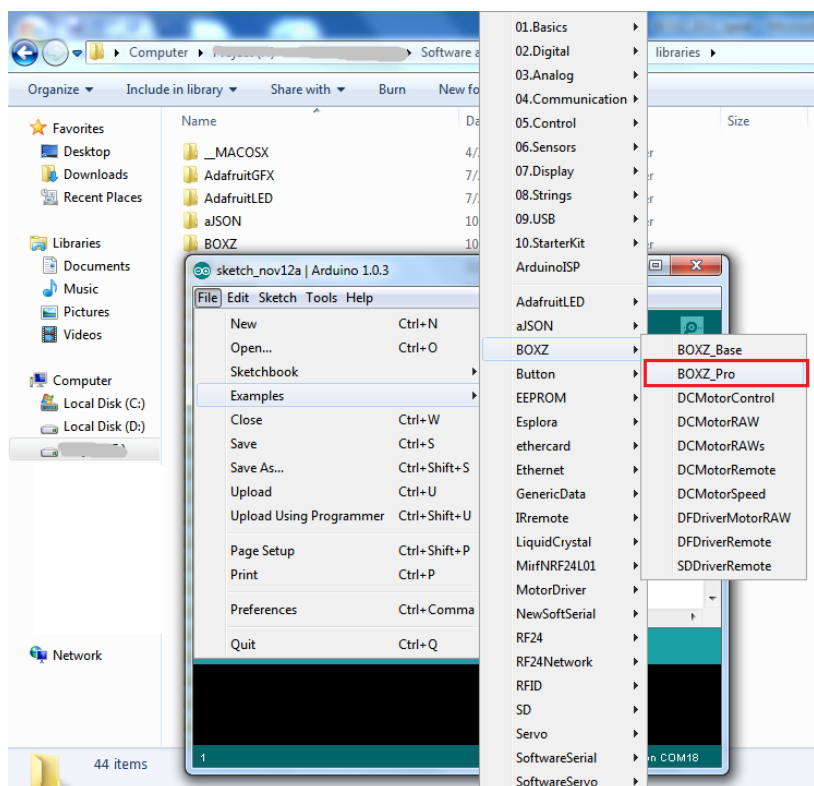 Computer
Software a
libraries
Organize
Include in library
Share with
Burn
New fo
Name
Da
Size
Favorites
Desktop
Downloads
Recent Places
Libraries
Documents
Music
Pictures
Videos
Computer
Local Disk (C:)
Local Disk (D:)
Network
44 items
__MACOSX 4/
AdafruitGFX 7/
AdafruitLED 7/
aJSON 10
BOXZ 10
sketch_nov12a | Arduino 1.0.3
File Edit Sketch Tools Help
New Ctrl+N
Open... Ctrl+O
Sketchbook
Examples
Close Ctrl+W
Save Ctrl+S
Save As... Ctrl+Shift+S
Upload Ctrl+U
Upload Using Programmer Ctrl+Shift+U
Page Setup Ctrl+Shift+P
Print Ctrl+P
Preferences Ctrl+Comma
Quit Ctrl+Q
1
n COM18
01.Basics
02.Digital
03.Analog
04.Communication
05.Control
06.Sensors
07.Display
08.Strings
09.USB
10.StarterKit
ArduinoISP
AdafruitLED
aJSON
BOXZ
Button
EEPROM
Esplora
ethercard
Ethernet
GenericData
IRremote
LiquidCrystal
MirfNRF24L01
MotorDriver
NewSoftSerial
RF24
RF24Network
RFID
SD
Servo
SoftwareSerial
SoftwareServo
BOXZ_Base
BOXZ_Pro
DCMotorControl
DCMotorRAW
DCMotorRAWs
DCMotorRemote
DCMotorSpeed
DFDriverMotorRAW
DFDriverRemote
SDDriverRemote